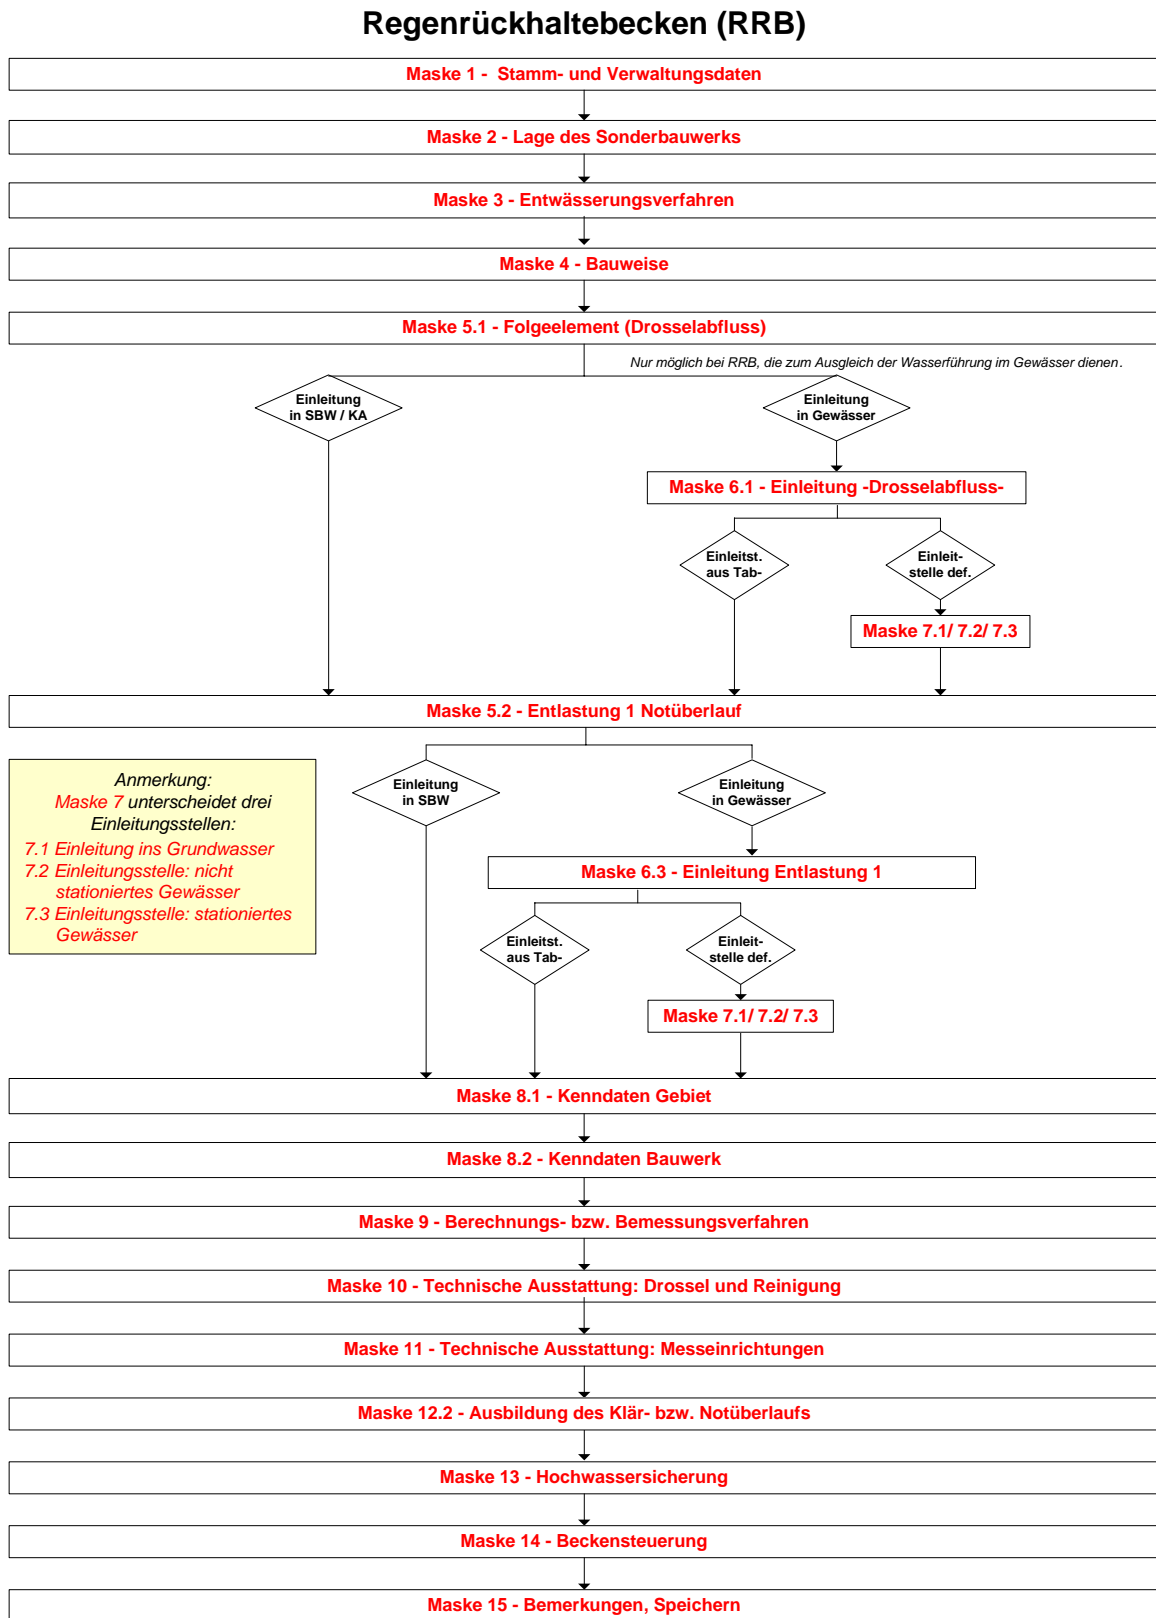 Regenrückhaltebecken (RRB)
Maske 1 - Stamm- und Verwaltungsdaten
Maske 2 - Lage des Sonderbauwerks
Maske 3 - Entwässerungsverfahren
Maske 4 - Bauweise
Maske 5.1 - Folgeelement (Drosselabfluss)
Nur möglich bei RRB, die zum Ausgleich der Wasserführung im Gewässer dienen.
Einleitung
in SBW / KA
Einleitung
in Gewässer
Maske 6.1 - Einleitung -Drosselabfluss-
Einleitst.
aus Tab-
Einleit-
stelle def.
Maske 7.1/ 7.2/ 7.3
Maske 5.2 - Entlastung 1 Notüberlauf
Anmerkung:
Maske 7 unterscheidet drei
Einleitungsstellen:
7.1 Einleitung ins Grundwasser
7.2 Einleitungsstelle: nicht
stationiertes Gewässer
7.3 Einleitungsstelle: stationiertes
Gewässer
Einleitung
in SBW
Einleitung
in Gewässer
Maske 6.3 - Einleitung Entlastung 1
Einleitst.
aus Tab-
Einleit-
stelle def.
Maske 7.1/ 7.2/ 7.3
Maske 8.1 - Kenndaten Gebiet
Maske 8.2 - Kenndaten Bauwerk
Maske 9 - Berechnungs- bzw. Bemessungsverfahren
Maske 10 - Technische Ausstattung: Drossel und Reinigung
Maske 11 - Technische Ausstattung: Messeinrichtungen
Maske 12.2 - Ausbildung des Klär- bzw. Notüberlaufs
Maske 13 - Hochwassersicherung
Maske 14 - Beckensteuerung
Maske 15 - Bemerkungen, Speichern